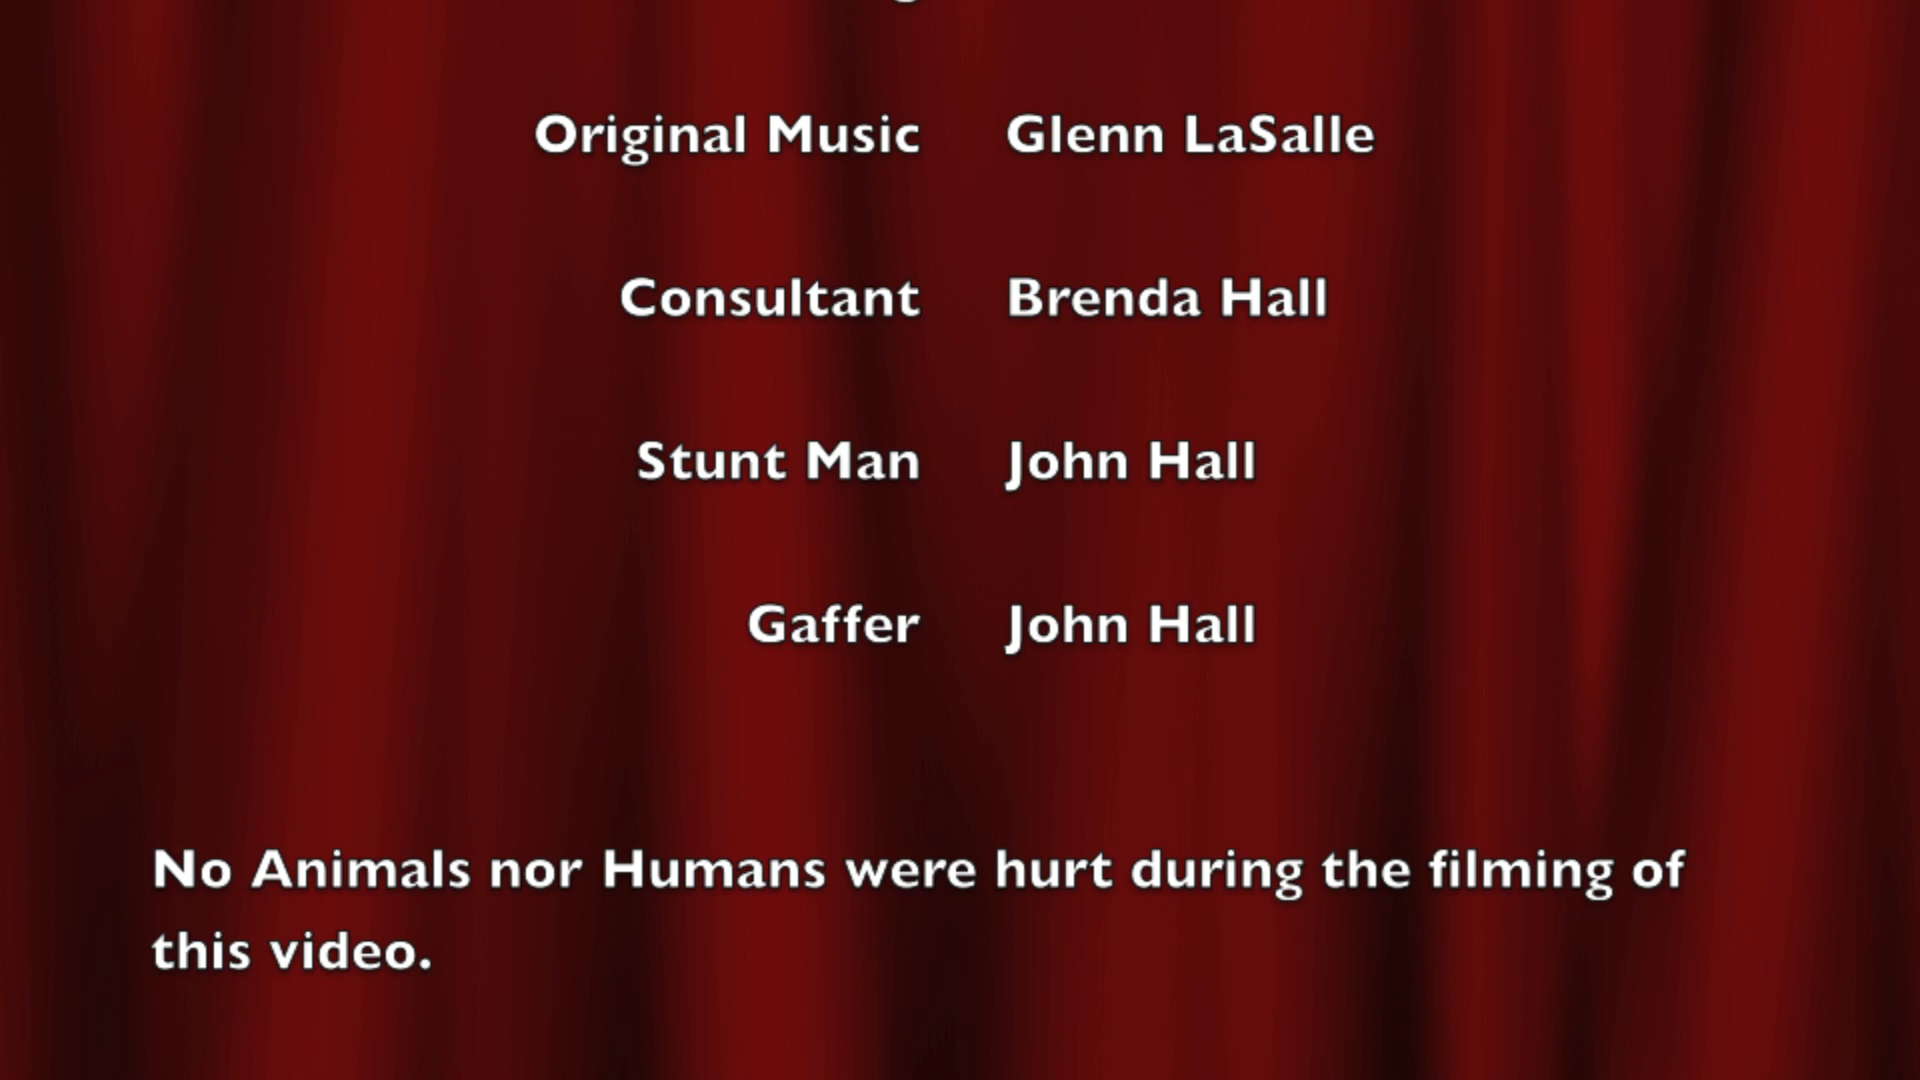 Original Music Glenn LaSalle
Consultant Brenda Hall
Stunt Man John Hall
Gaffer John Hall
No Animals nor Humans were hurt during the filming of
this video.